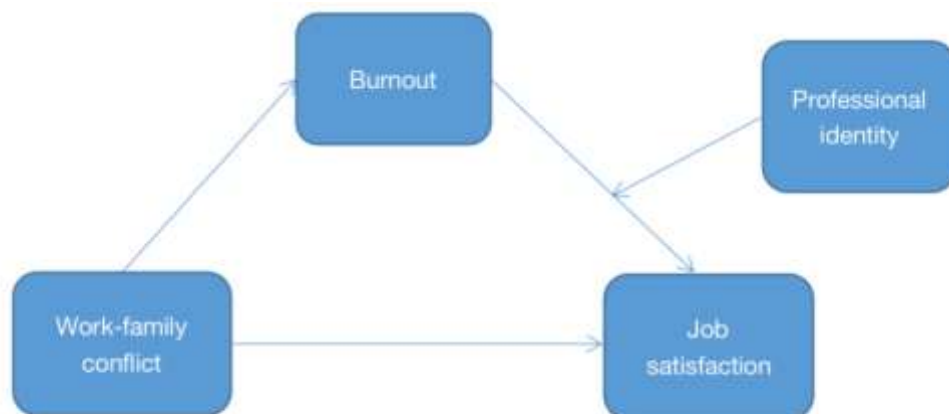 Burnout
Professional
identity
Work-family
conflict
Job
satisfaction